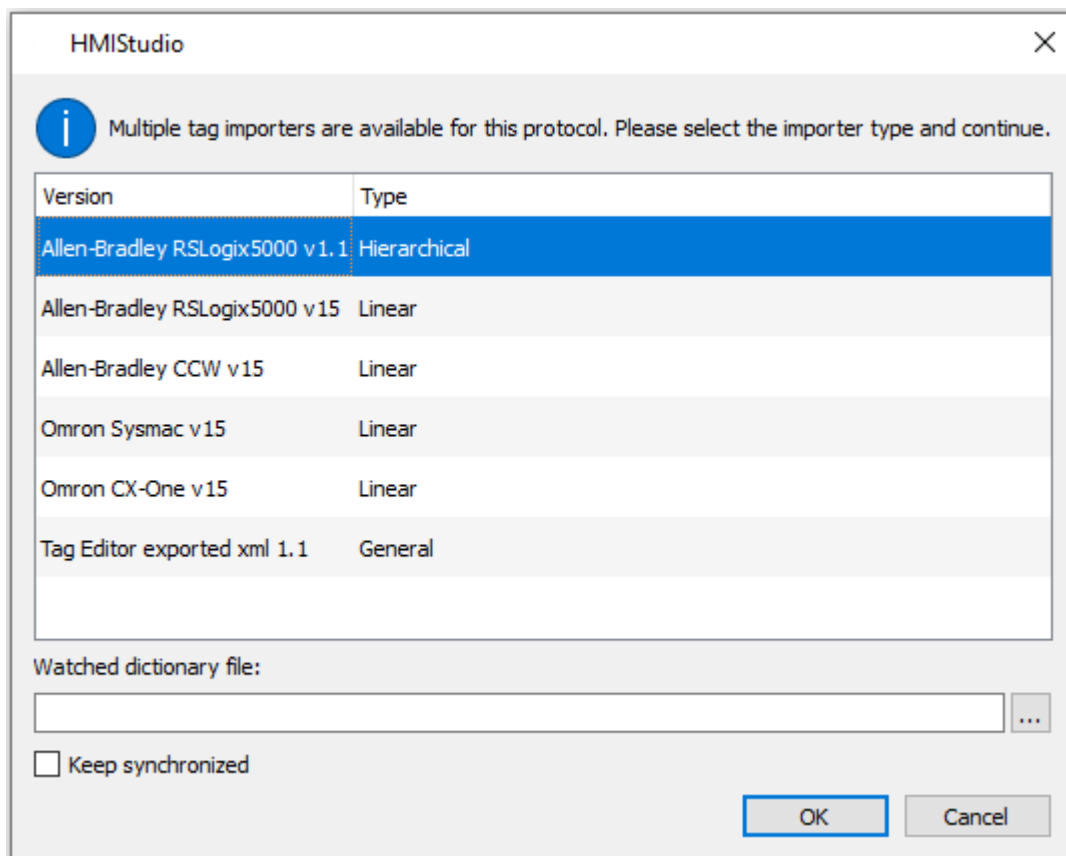 HMIStudio
Multiple tag importers are available for this protocol. Please select the importer type and continue.
Version Type
Allen-Bradley RSLogix5000 v1.1 Hierarchical
Allen-Bradley RSLogix5000 v15 Linear
Allen-Bradley CCW v15 Linear
Omron Sysmac v15 Linear
Omron CX-One v15 Linear
Tag Editor exported xml 1.1 General
Watched dictionary file:
...
Keep synchronized
OK Cancel